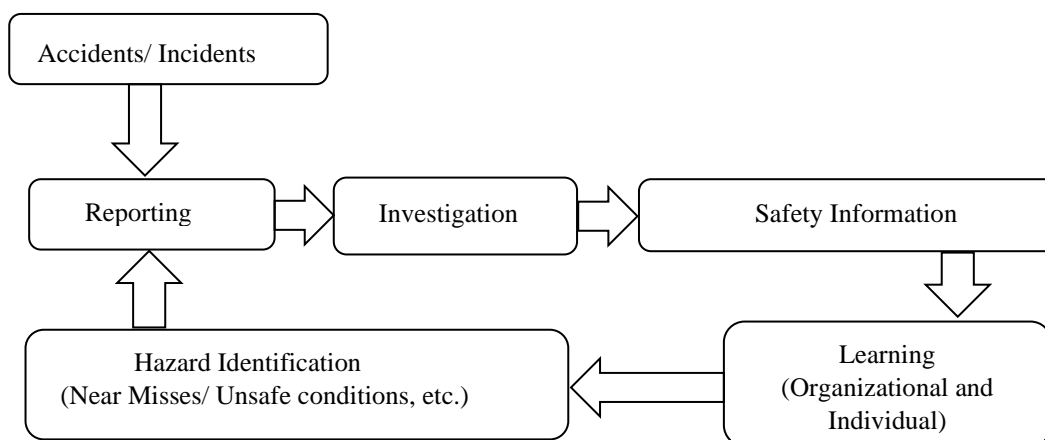 Accidents/ Incidents
Reporting
Investigation
Safety Information
Hazard Identification
(Near Misses/ Unsafe conditions, etc.)
Learning
(Organizational and
Individual)